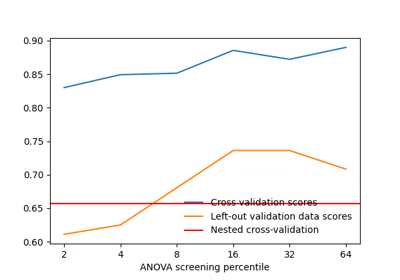 0.90
0.85
0.80
0.75
0.70
0.65
0.60
Cross validation scores
Left-out validation data scores
Nested cross-validation
2 4 8 16 32 64
ANOVA screening percentile